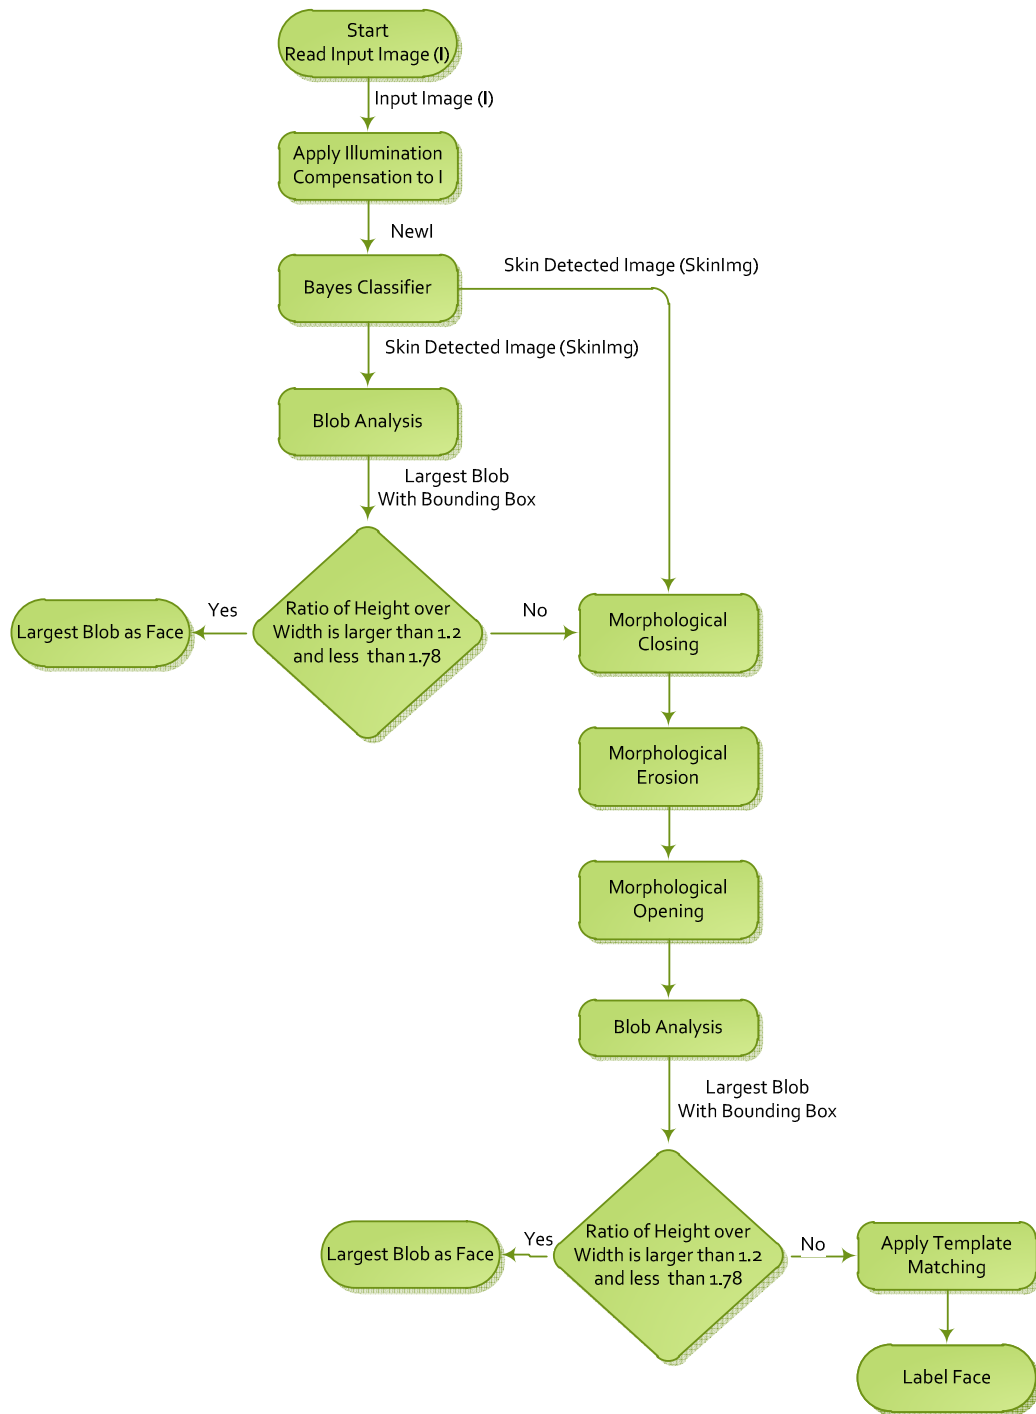 Start
Read Input Image (I)
Input Image (I)
Apply Illumination
Compensation to I
NewI
Bayes Classifier
Skin Detected Image (SkinImg)
Skin Detected Image (SkinImg)
Blob Analysis
Largest Blob
With Bounding Box
Ratio of Height over
Width is larger than 1.2
and less than 1.78
Yes
Largest Blob as Face
No
Morphological
Closing
Morphological
Erosion
Morphological
Opening
Blob Analysis
Largest Blob
With Bounding Box
Ratio of Height over
Width is larger than 1.2
and less than 1.78
Yes
Largest Blob as Face
No
Apply Template
Matching
Label Face